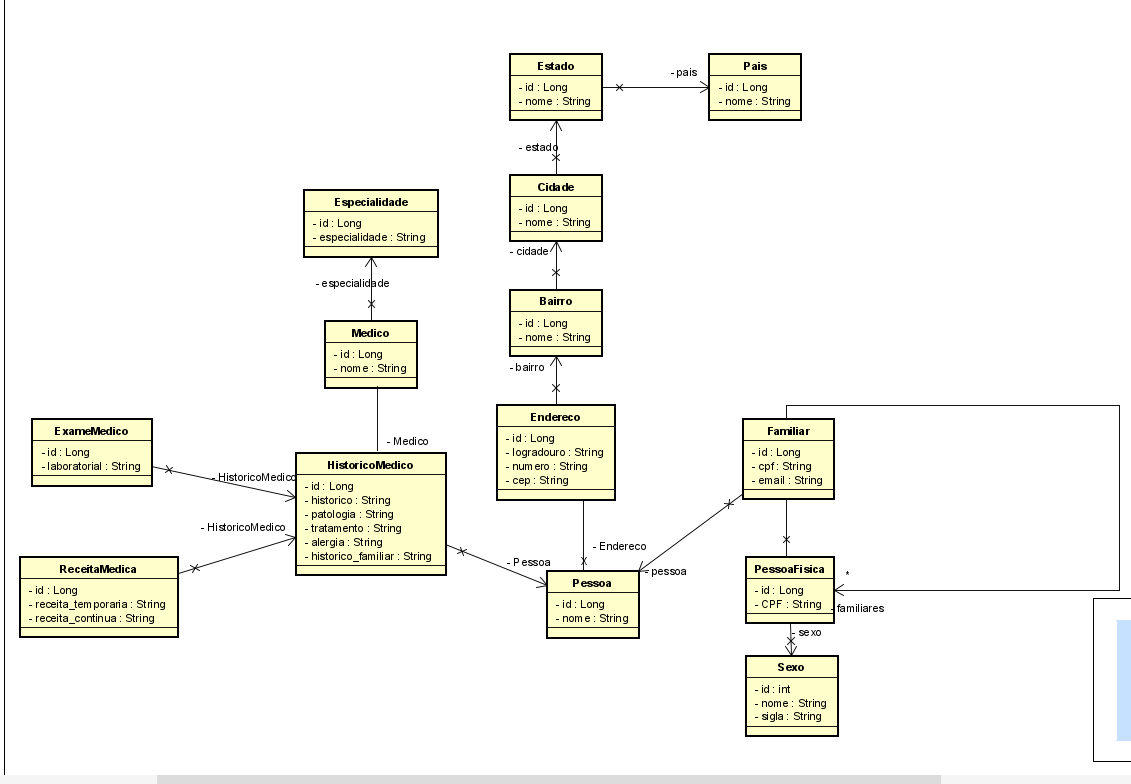 Estado
- id : Long
- nome : String
- pais
Pais
- id : Long
- nome : String
- estado
Cidade
- id : Long
- nome : String
- cidade
Especialidade
- id : Long
- especialidade : String
- especialidade
Bairro
- id : Long
- nome : String
- bairro
Medico
- id : Long
- nome : String
- Medico
Endereco
- id : Long
- logradouro : String
- numero : String
- cep : String
- Endereco
Familiar
- id : Long
- cpf : String
- email : String
ExameMedico
- id : Long
- laboratorial : String
- HistoricoMedico
HistoricoMedico
- id : Long
- historico : String
- patologia : String
- tratamento : String
- alergia : String
- historico_familiar : String
- HistoricoMedico
ReceitaMedica
- id : Long
- receita_temporaria : String
- receita_continua : String
- Pessoa
Pessoa
- id : Long
- nome : String
- pessoa
PessoaFisica
- id : Long
- CPF : String
*
- familiares
- sexo
Sexo
- id : int
- nome : String
- sigla : String